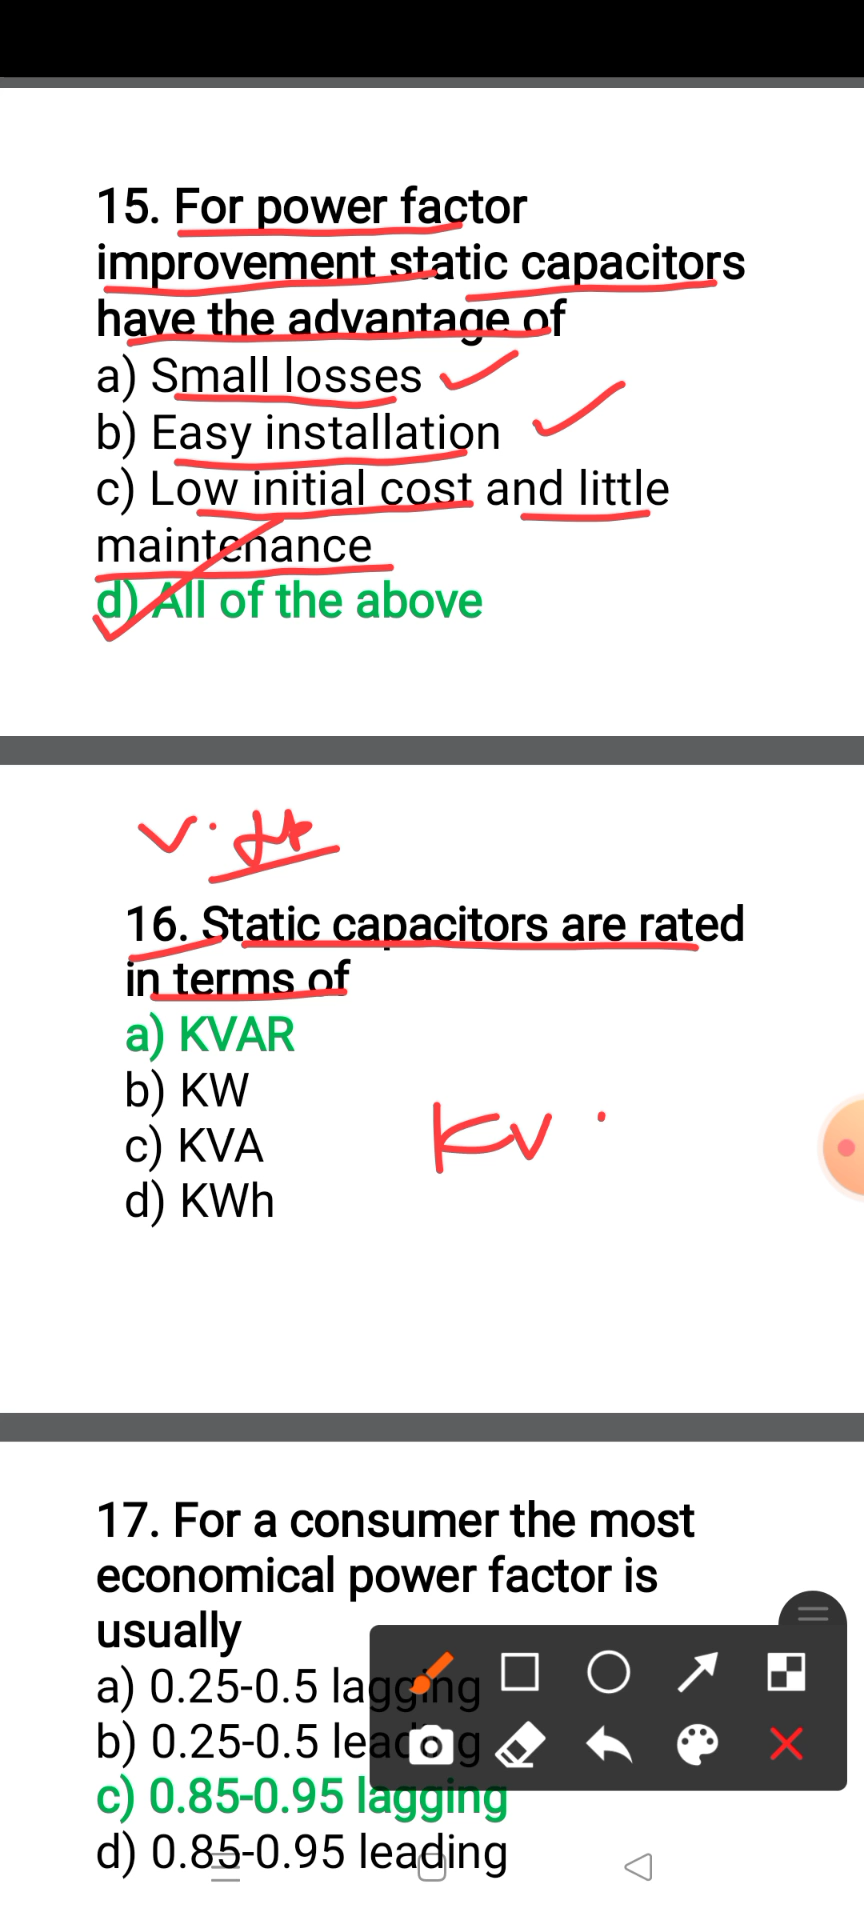 15. For power factor
improvement static capacitors
have the advantage of
a) Small losses
b) Easy installation
c) Low initial cost and little
maintenance
d) All of the above
16. Static capacitors are rated
in terms of
a) KVAR
b) KW
c) KVA
d) KWh
KV
17. For a consumer the most
economical power factor is
usually
a) 0.25-0.5 lagging
b) 0.25-0.5 leading
c) 0.85-0.95 lagging
d) 0.85-0.95 leading